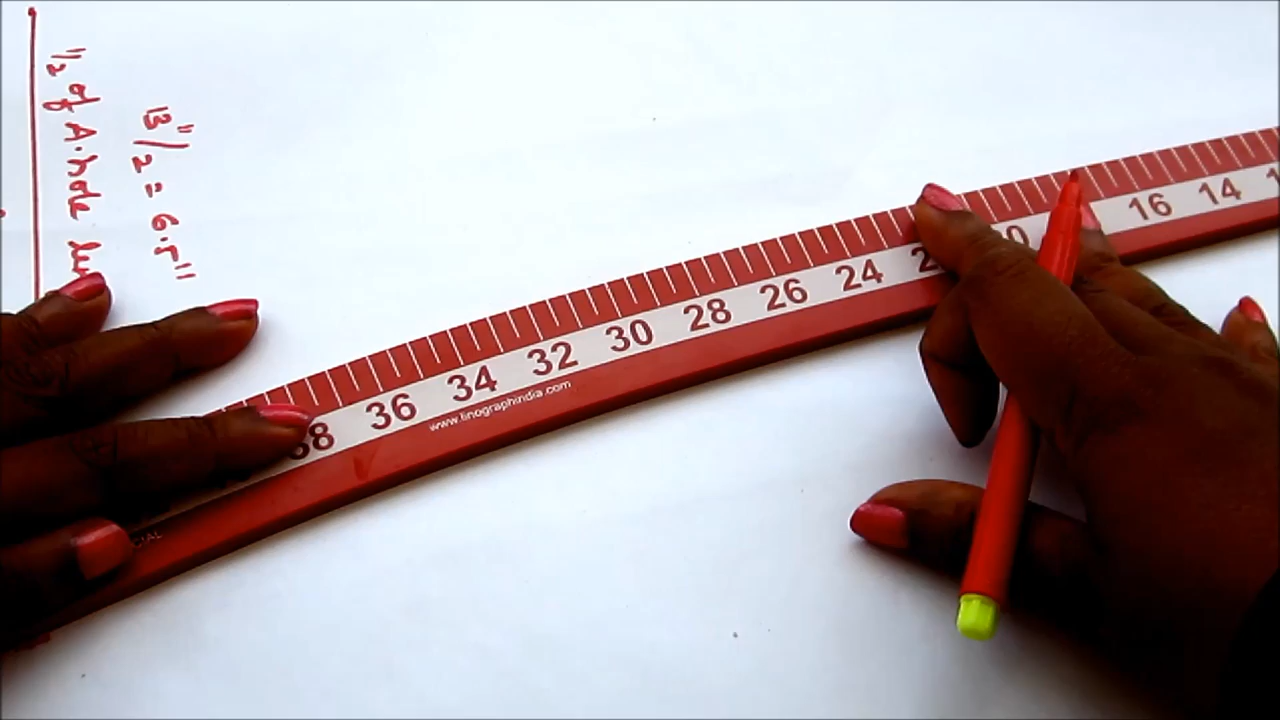 13"/2 = 6.5"
1/2 of A.hole
38 36 34 32 30 28 26 24 16 14
www.linographindia.com